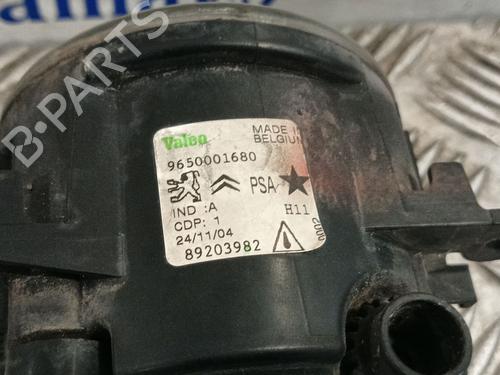 B-PARTS
Valeo
MADE IN
BELGIUM
9650001680
PSA
H11
IND :A
CDP: 1
24/11/04
89203982
0002